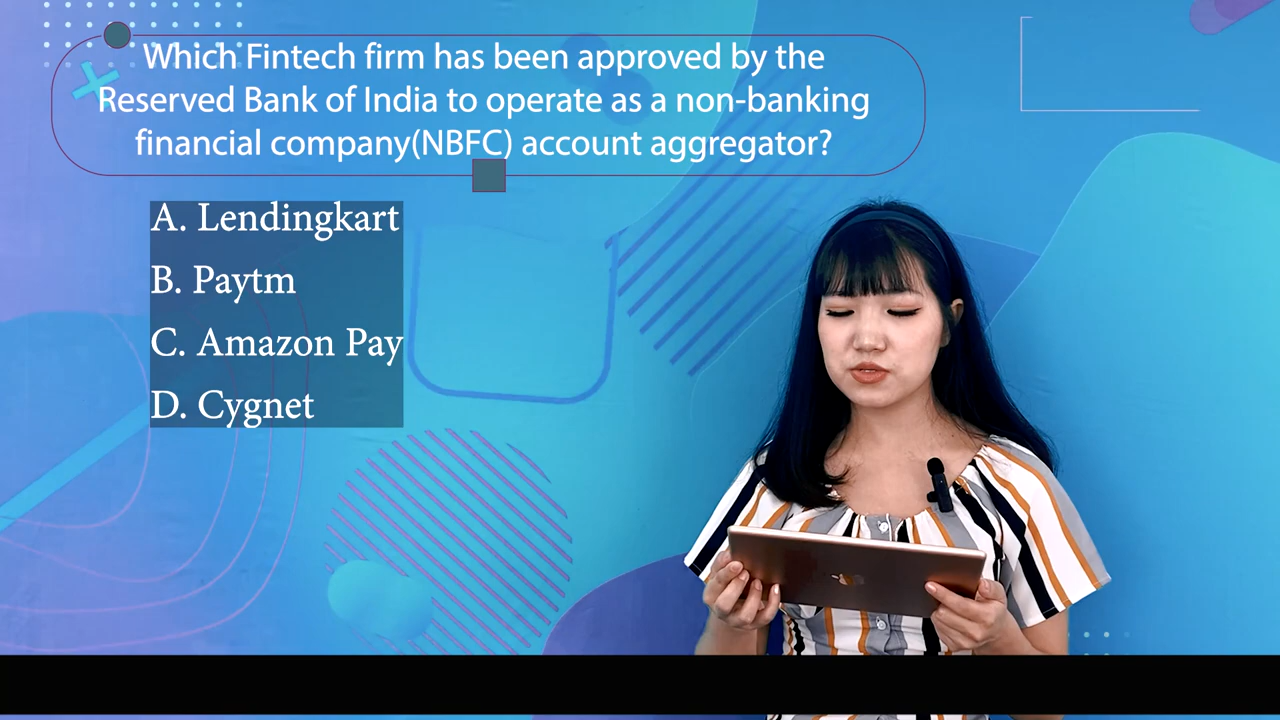 Which Fintech firm has been approved by the
Reserved Bank of India to operate as a non-banking
financial company(NBFC) account aggregator?
A. Lendingkart
B. Paytm
C. Amazon Pay
D. Cygnet